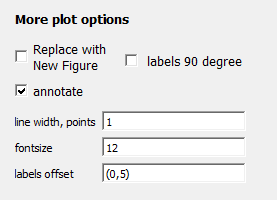 More plot options
Replace with
New Figure
labels 90 degree
annotate
line width, points 1
fontsize 12
labels offset (0,5)